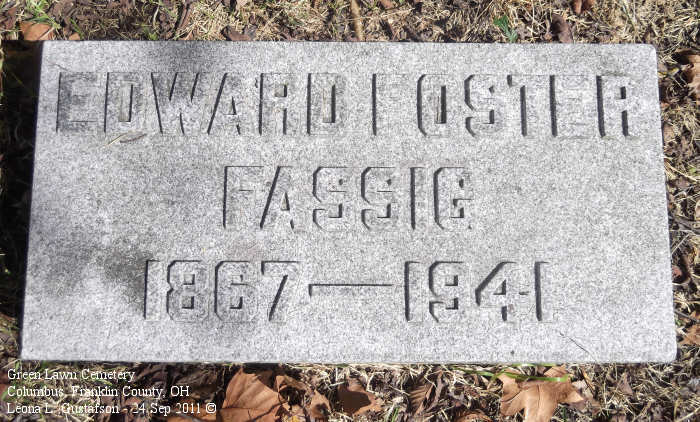 EDWARD FOSTER
FASSIG
1867—1941
Green Lawn Cemetery
Columbus, Franklin County, OH
Leona L. Gustafson - 24 Sep 2011 ©